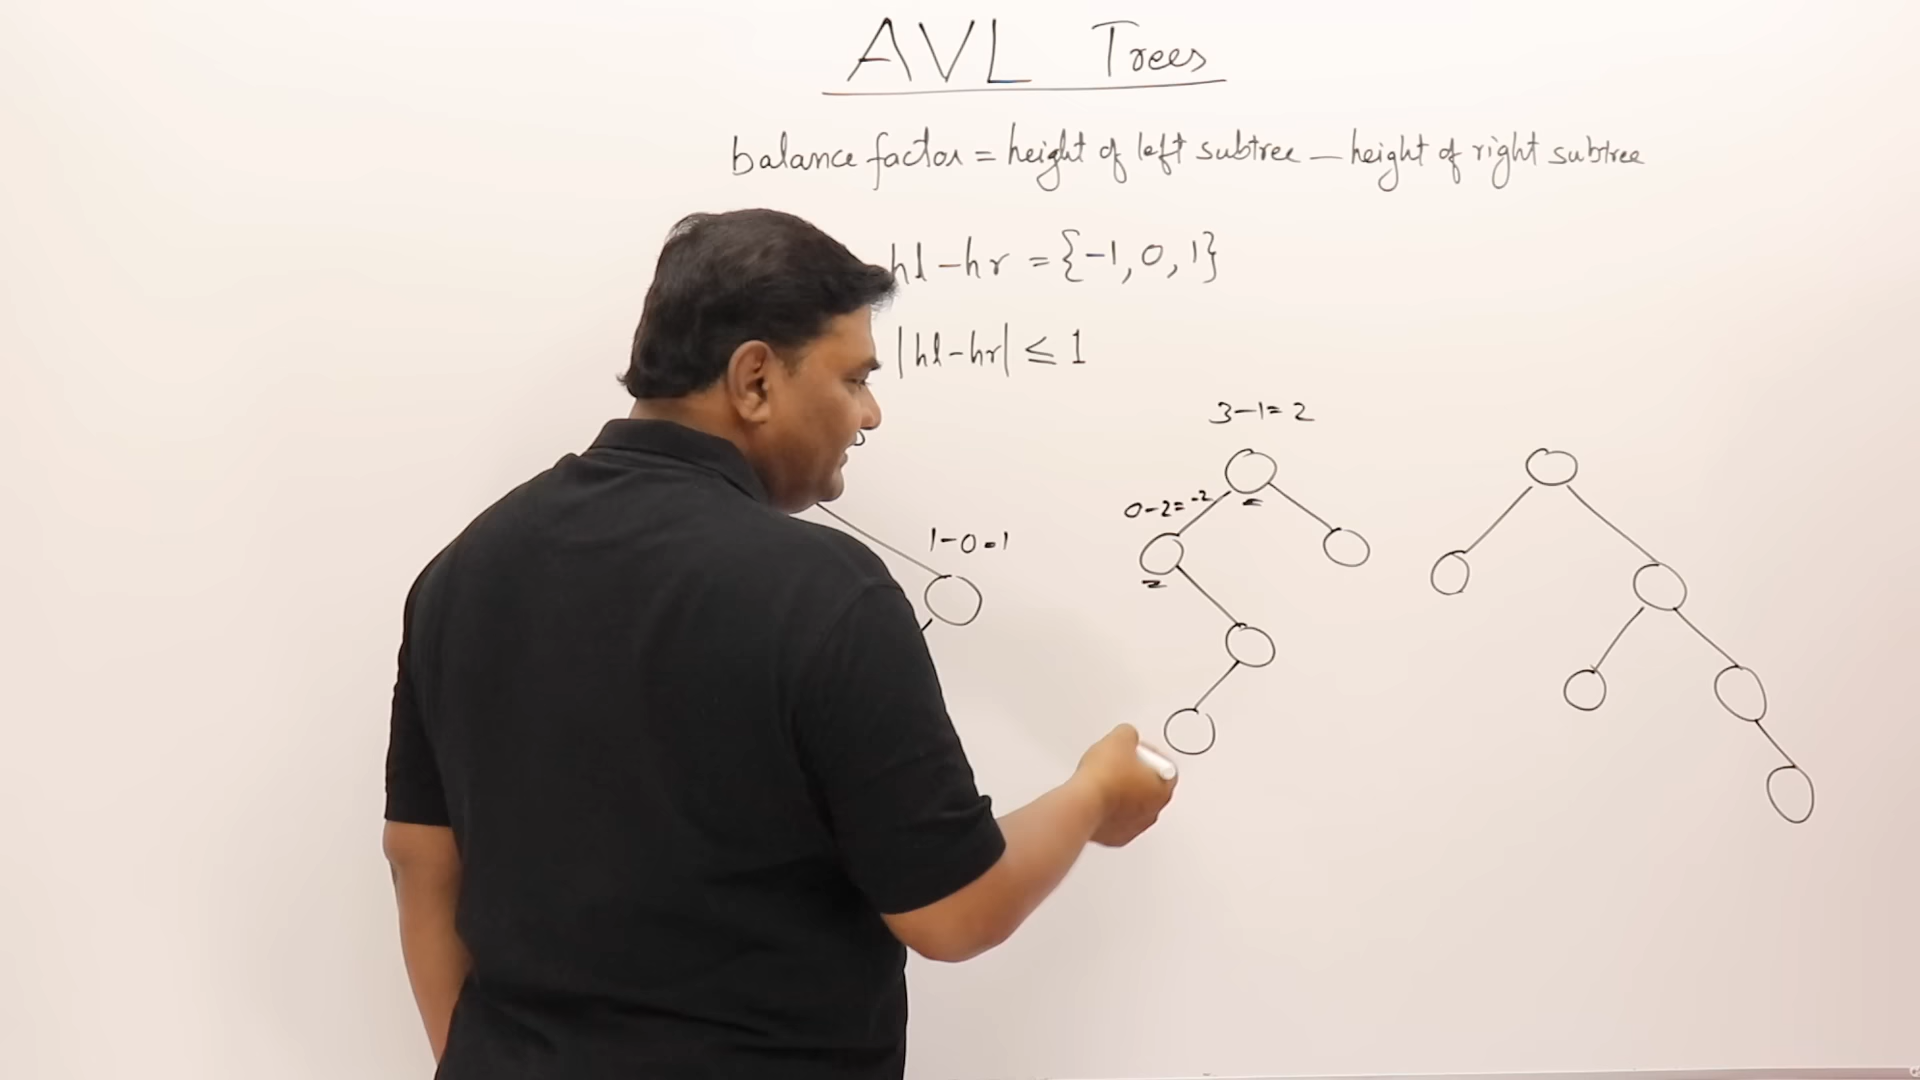 AVL Trees
balance factor = height of left subtree – height of right subtree
hl – hr = {-1, 0, 1}
|hl – hr| ≤ 1
3 – 1 = 2
0 – 2 = -2
1 – 0 = 1